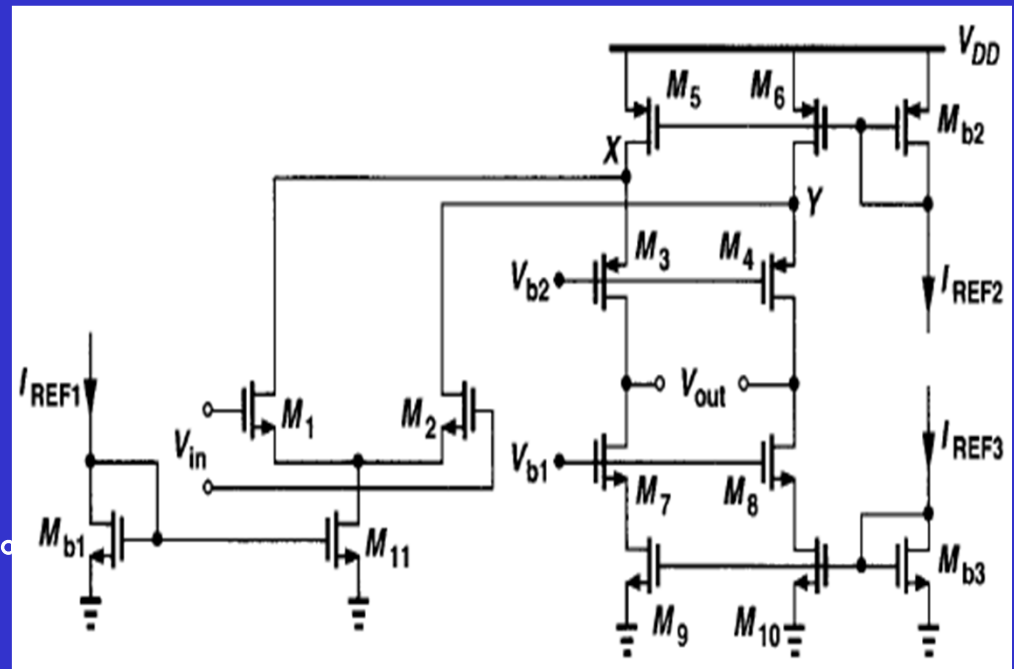 V_DD
M_5
M_6
M_b2
X
Y
M_3
M_4
V_b2
I_REF2
I_REF1
M_1
M_2
V_out
V_in
V_b1
I_REF3
M_7
M_8
M_b1
M_11
M_b3
M_9
M_10